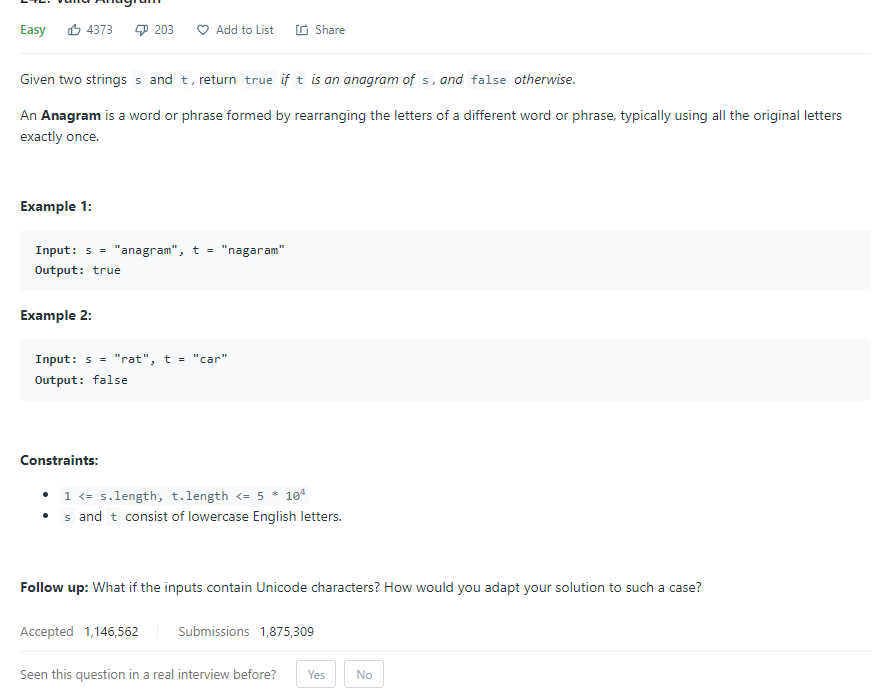 242. Valid Anagram
Easy 4373 203 Add to List Share
Given two strings s and t, return true if t is an anagram of s, and false otherwise.
An Anagram is a word or phrase formed by rearranging the letters of a different word or phrase, typically using all the original letters
exactly once.
Example 1:
Input: s = "anagram", t = "nagaram"
Output: true
Example 2:
Input: s = "rat", t = "car"
Output: false
Constraints:
• 1 <= s.length, t.length <= 5 * 10⁴
• s and t consist of lowercase English letters.
Follow up: What if the inputs contain Unicode characters? How would you adapt your solution to such a case?
Accepted 1,146,562 Submissions 1,875,309
Seen this question in a real interview before? Yes No